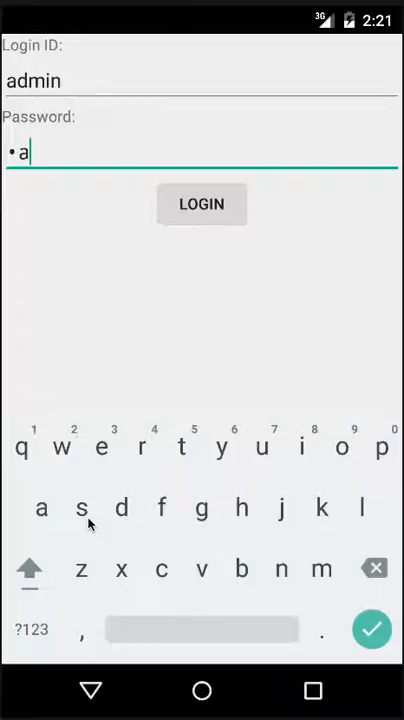 3G 2:21
Login ID:
admin
Password:
•a
LOGIN
1 2 3 4 5 6 7 8 9 0
q w e r t y u i o p
a s d f g h j k l
z x c v b n m
?123 , .